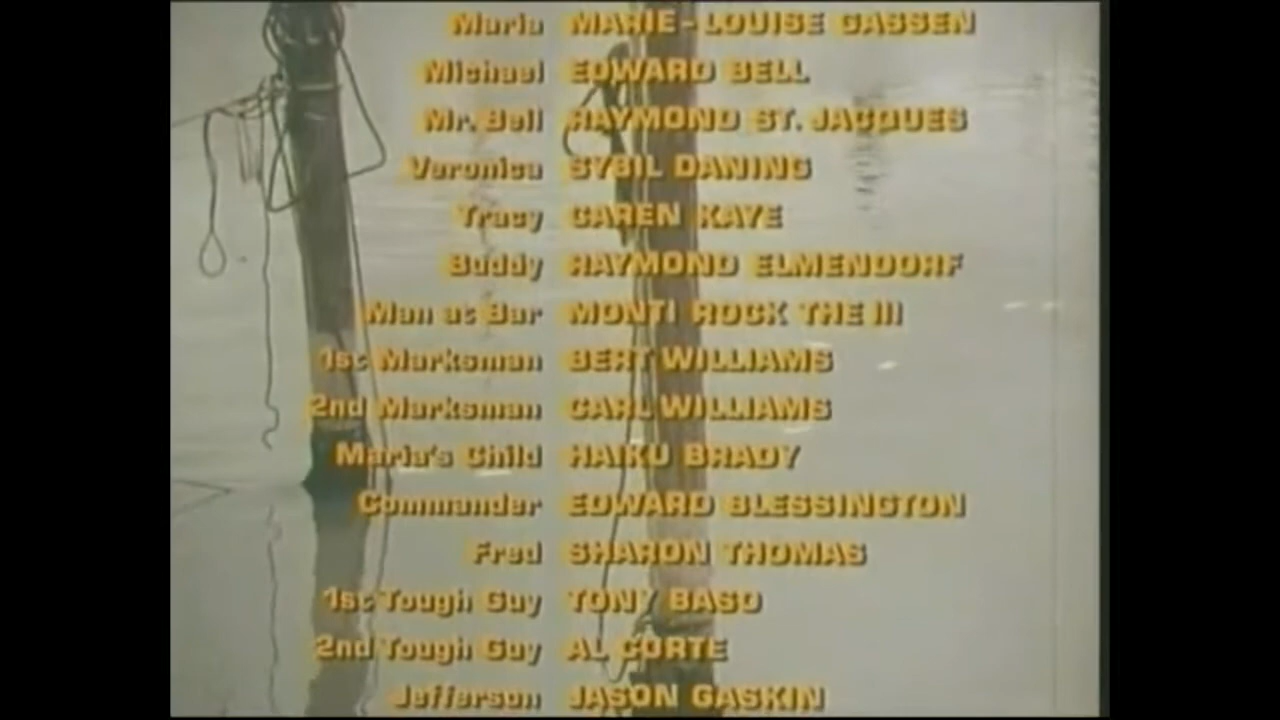 Maria MARIE-LOUISE GASSEN
Michael EDWARD BELL
Mr. Bell RAYMOND ST. JACQUES
Veronica SYBIL DANING
Tracy CAREN KAYE
Buddy RAYMOND ELMENDORF
Man at Bar MONTI ROCK THE III
1st Marksman BERT WILLIAMS
2nd Marksman CARL WILLIAMS
Maria's Child HAIKU BRADY
Commander EDWARD BLESSINGTON
Fred SHARON THOMAS
1st Tough Guy TONY BASO
2nd Tough Guy AL CORTE
Jefferson JASON GASKIN